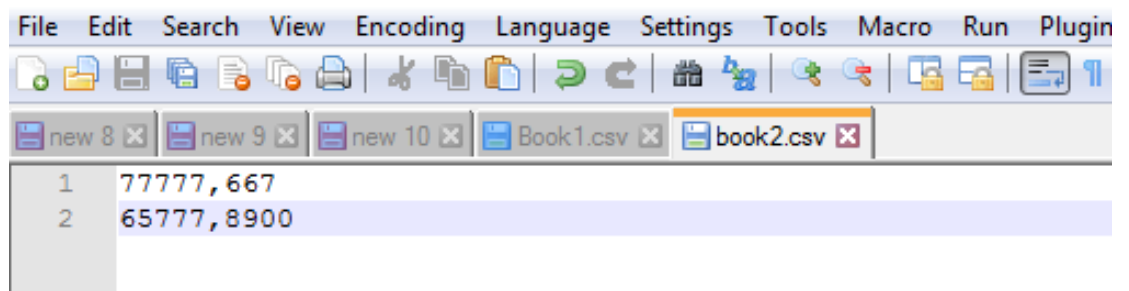 File Edit Search View Encoding Language Settings Tools Macro Run Plugin
new 8 new 9 new 10 Book1.csv book2.csv
1 77777,667
2 65777,8900